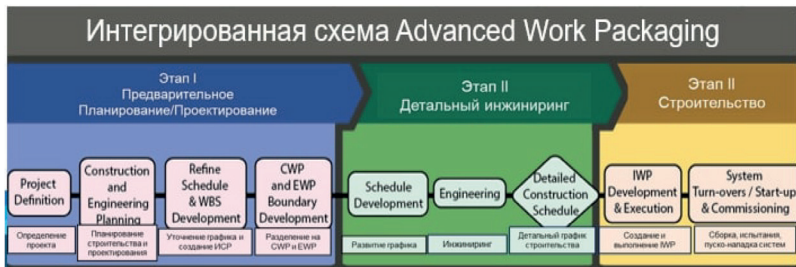 Интегрированная схема Advanced Work Packaging
Этап I
Предварительное
Планирование/Проектирование
Этап II
Детальный инжиниринг
Этап II
Строительство
Project
Definition
Construction
and
Engineering
Planning
Refine
Schedule
& WBS
Development
CWP
and EWP
Boundary
Development
Schedule
Development
Engineering
Detailed
Construction
Schedule
IWP
Development
& Execution
System
Turn-overs / Start-up
& Commissioning
Определение
проекта
Планирование
строительства и
проектирования
Уточнение графика и
создание ИСР
Разделение на
CWP и EWP
Развитие графика
Инжиниринг
Детальный график
строительства
Создание и
выполнение IWP
Сборка, испытания,
пуско-наладка систем